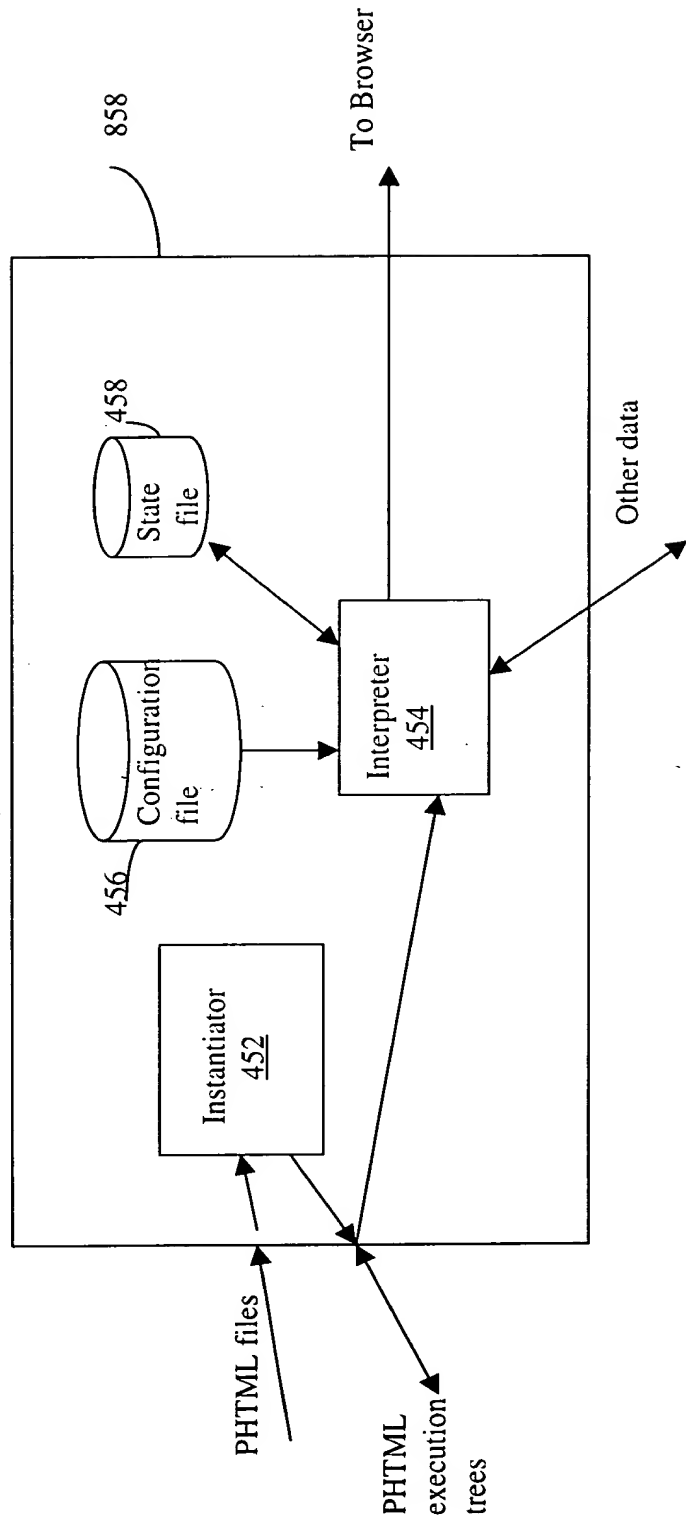 858
To Browser
458
State
file
Configuration
file
456
Other data
Interpreter
454
Instantiator
452
PHTML files
PHTML
execution
trees